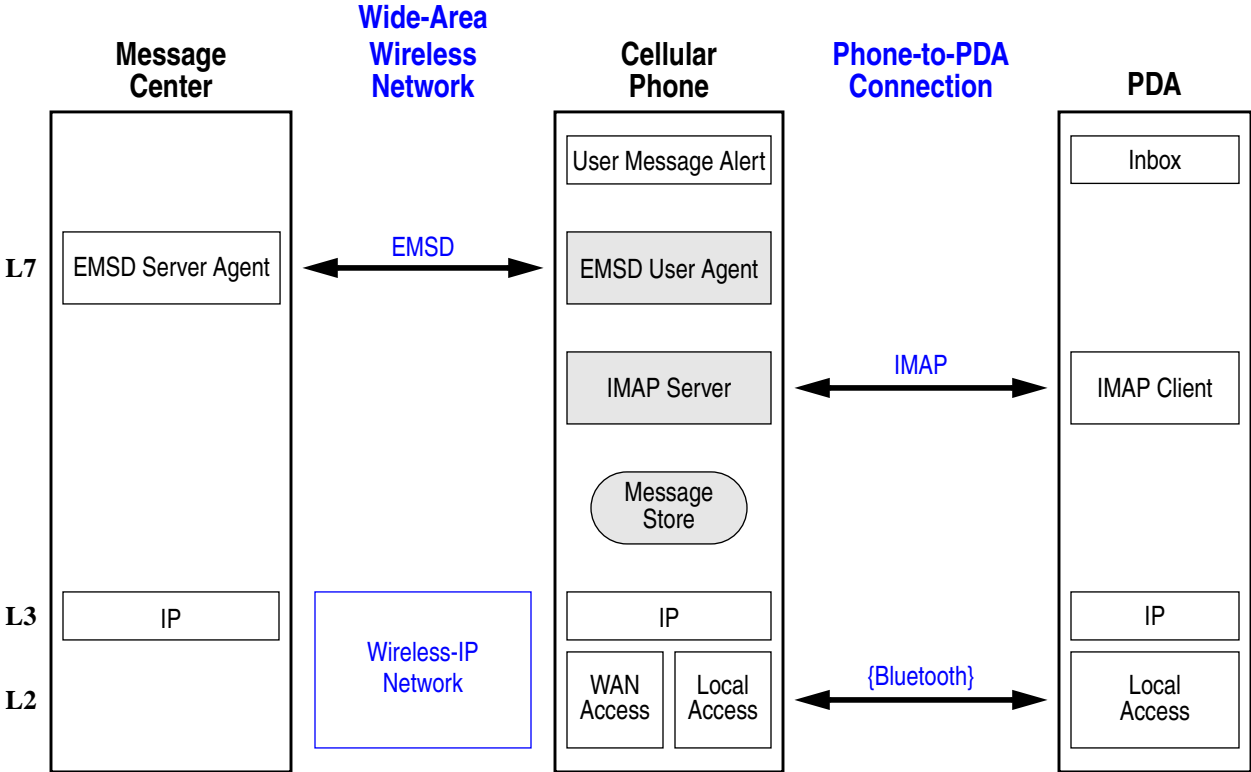 Wide-Area
Wireless
Network
Message
Center
Cellular
Phone
Phone-to-PDA
Connection
PDA
User Message Alert
Inbox
L7
EMSD Server Agent
EMSD
EMSD User Agent
IMAP Server
IMAP
IMAP Client
Message
Store
L3
IP
IP
IP
Wireless-IP
Network
L2
WAN
Access
Local
Access
{Bluetooth}
Local
Access